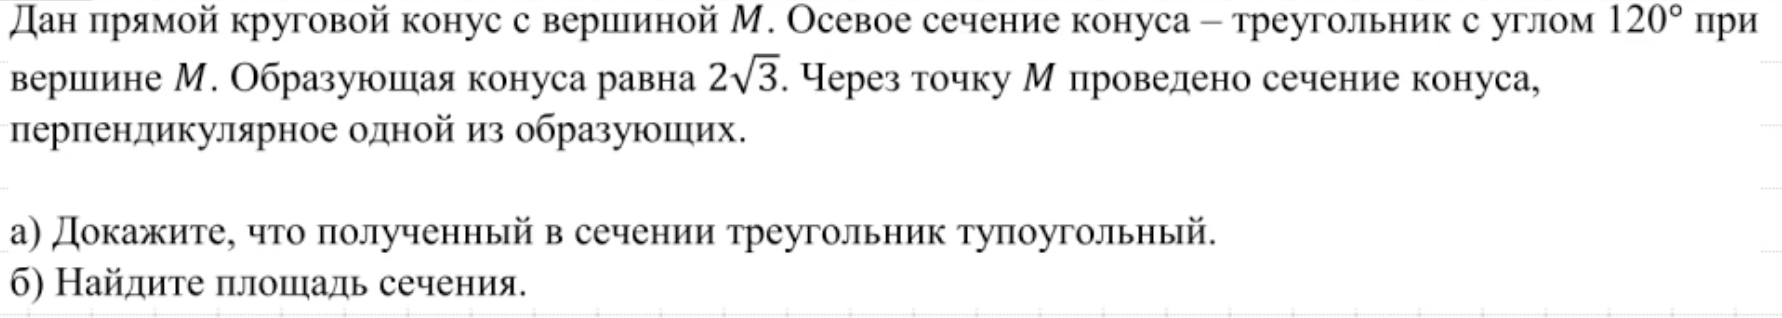 Дан прямой круговой конус с вершиной M. Осевое сечение конуса – треугольник с углом 120° при
вершине M. Образующая конуса равна 2√3. Через точку M проведено сечение конуса,
перпендикулярное одной из образующих.
а) Докажите, что полученный в сечении треугольник тупоугольный.
б) Найдите площадь сечения.